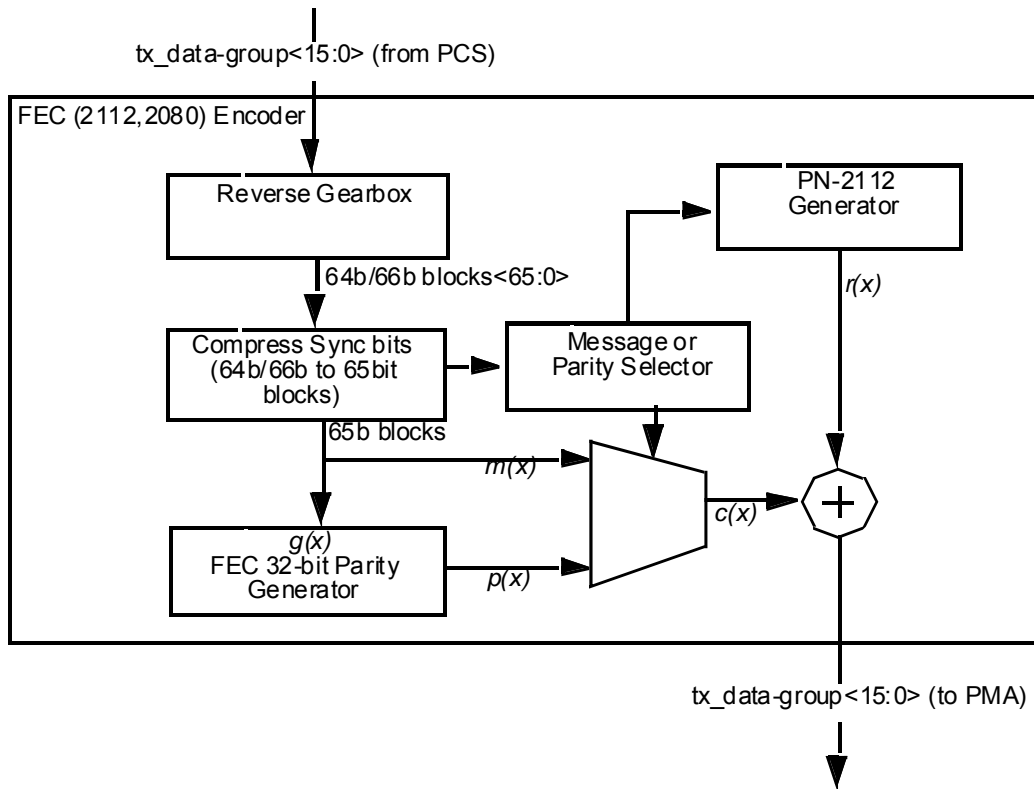 tx_data-group<15:0> (from PCS)
FEC (2112,2080) Encoder
Reverse Gearbox
PN-2112
Generator
64b/66b blocks<65:0>
r(x)
Compress Sync bits
(64b/66b to 65bit
blocks)
Message or
Parity Selector
65b blocks
m(x)
c(x)
+
g(x)
FEC 32-bit Parity
Generator
p(x)
tx_data-group<15:0> (to PMA)